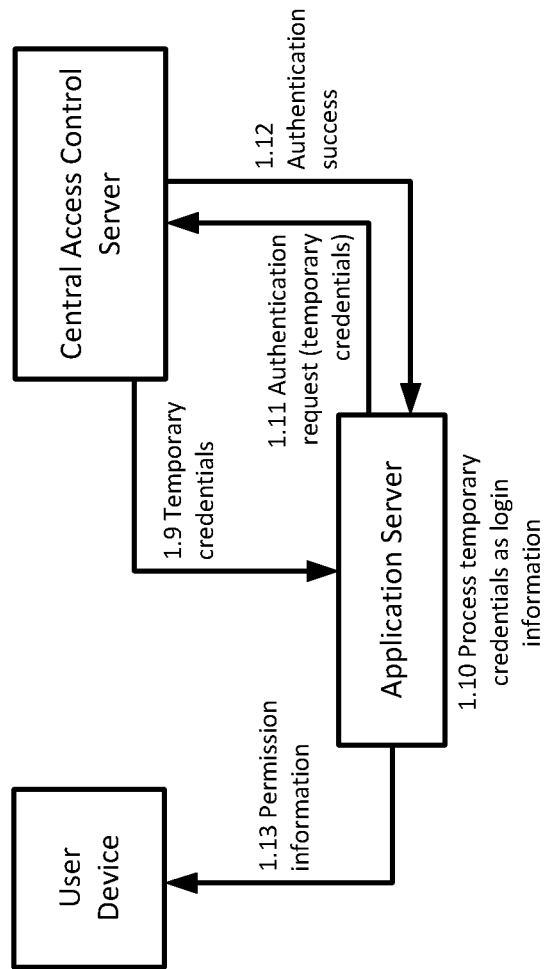 User
Device
Central Access Control
Server
1.13 Permission
information
1.9 Temporary
credentials
1.11 Authentication
request (temporary
credentials)
1.12
Authentication
success
Application Server
1.10 Process temporary
credentials as login
information